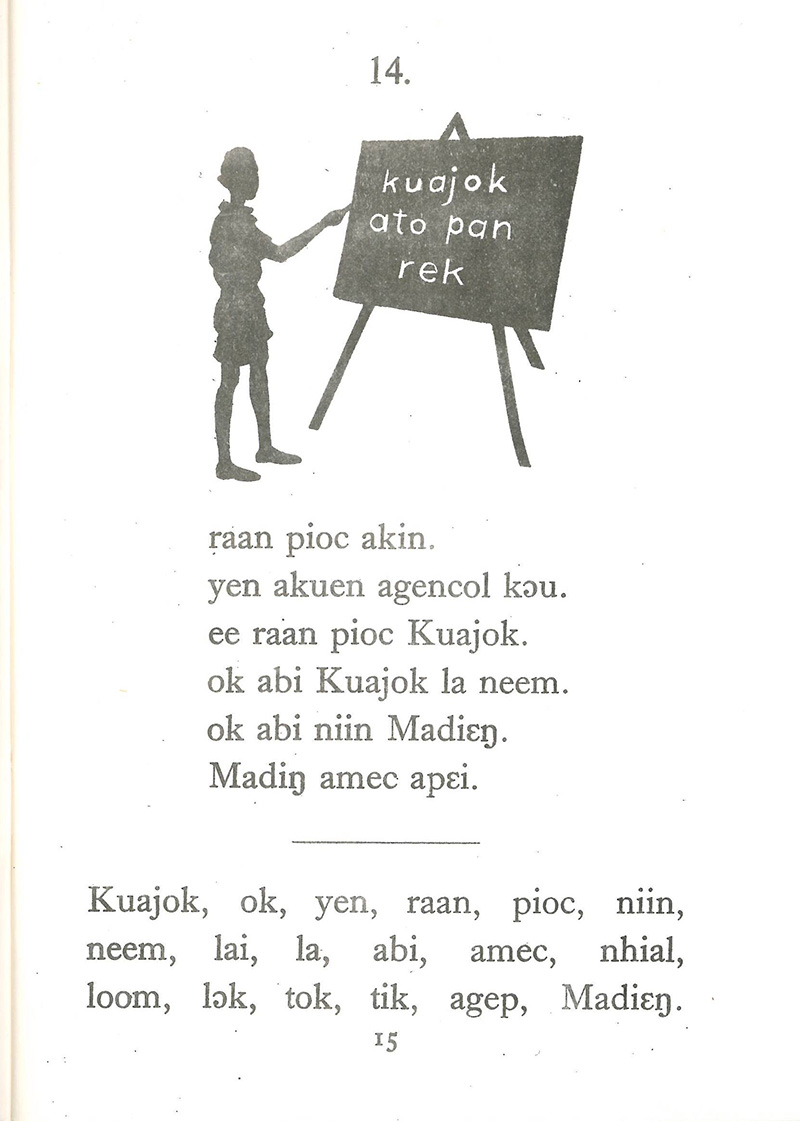 14.
kuajok
ato pan
rek
raan pioc akin.
yen akuen agencol kɔu.
ee raan pioc Kuajok.
ok abi Kuajok la neem.
ok abi niin Madiɛŋ.
Madiŋ amec apɛi.
Kuajok, ok, yen, raan, pioc, niin,
neem, lai, la, abi, amec, nhial,
loom, lɔk, tok, tik, agep, Madiɛŋ.
15